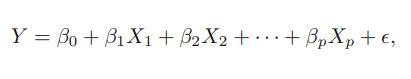 Y = β₀ + β₁X₁ + β₂X₂ + ··· + βₚXₚ + ϵ,